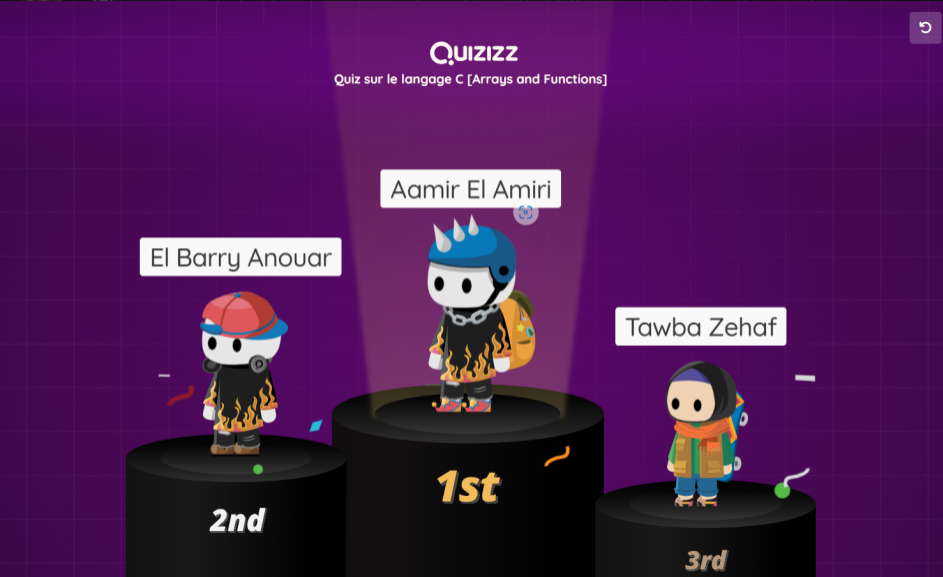 Quizizz
Quiz sur le langage C [Arrays and Functions]
Aamir El Amiri
El Barry Anouar
Tawba Zehaf
1st
2nd
3rd